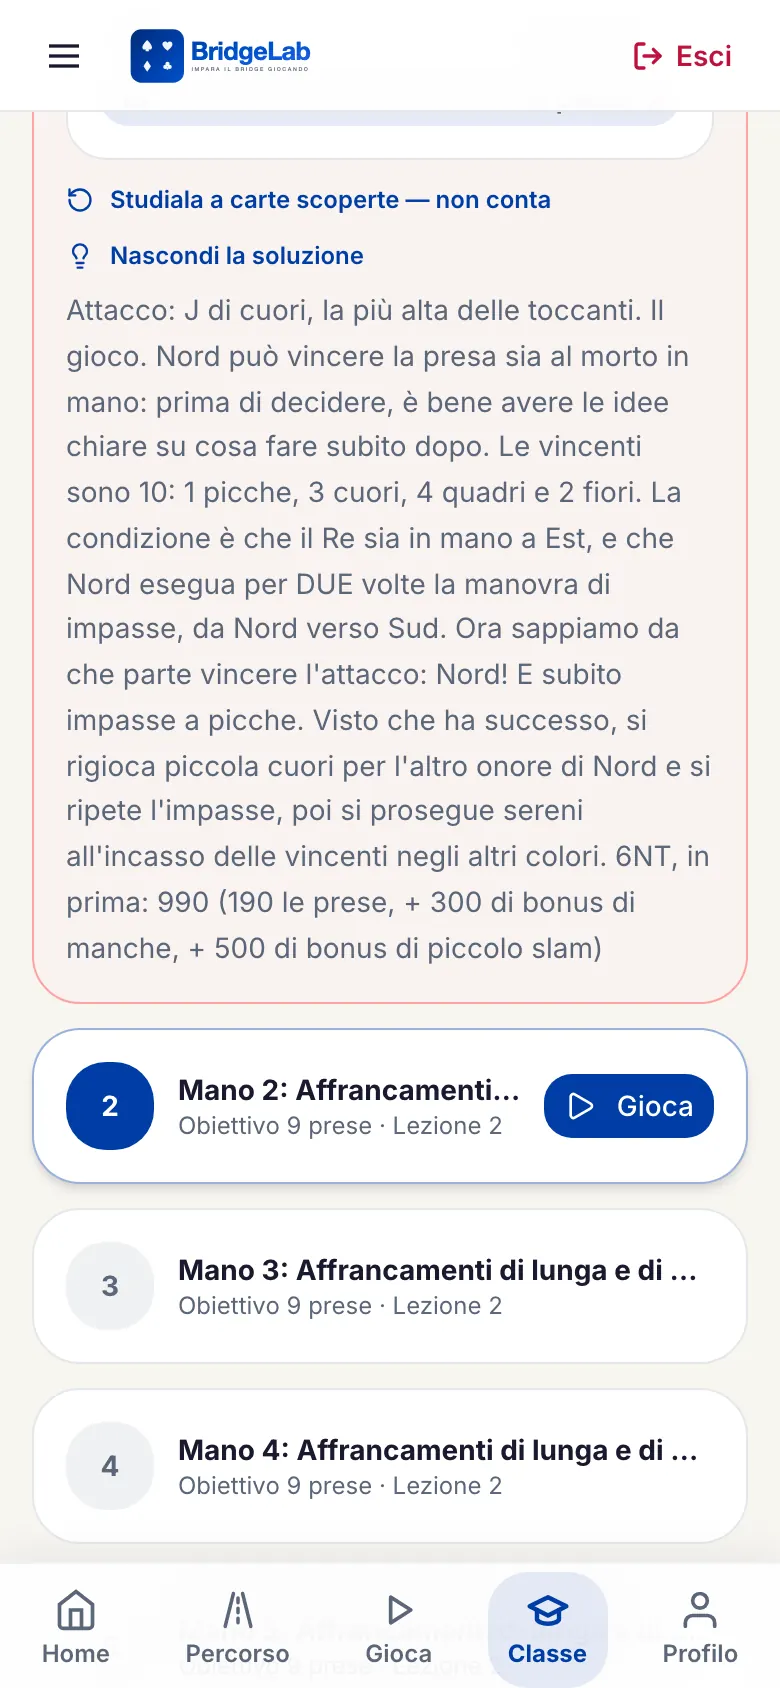 BridgeLab
IMPARA IL BRIDGE GIOCANDO
Esci
Studiala a carte scoperte — non conta
Nascondi la soluzione
Attacco: J di cuori, la più alta delle toccanti. Il
gioco. Nord può vincere la presa sia al morto in
mano: prima di decidere, è bene avere le idee
chiare su cosa fare subito dopo. Le vincenti
sono 10: 1 picche, 3 cuori, 4 quadri e 2 fiori. La
condizione è che il Re sia in mano a Est, e che
Nord esegua per DUE volte la manovra di
impasse, da Nord verso Sud. Ora sappiamo da
che parte vincere l'attacco: Nord! E subito
impasse a picche. Visto che ha successo, si
rigioca piccola cuori per l'altro onore di Nord e si
ripete l'impasse, poi si prosegue sereni
all'incasso delle vincenti negli altri colori. 6NT, in
prima: 990 (190 le prese, + 300 di bonus di
manche, + 500 di bonus di piccolo slam)
2
Mano 2: Affrancamenti...
Obiettivo 9 prese · Lezione 2
Gioca
3
Mano 3: Affrancamenti di lunga e di ...
Obiettivo 9 prese · Lezione 2
4
Mano 4: Affrancamenti di lunga e di ...
Obiettivo 9 prese · Lezione 2
Home
Percorso
Gioca
Classe
Profilo